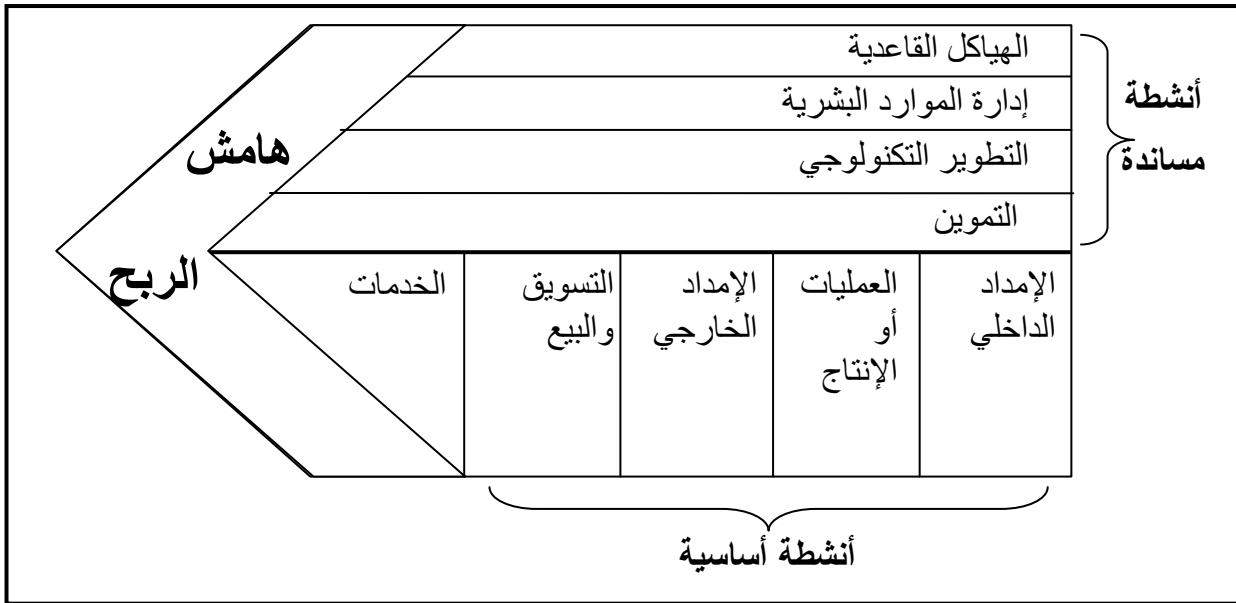 الهياكل القاعدية
إدارة الموارد البشرية
التطوير التكنولوجي
التموين
أنشطة
مساندة
هامش
الربح
الإمداد
الداخلي
العمليات
أو
الإنتاج
الإمداد
الخارجي
التسويق
والبيع
الخدمات
أنشطة أساسية